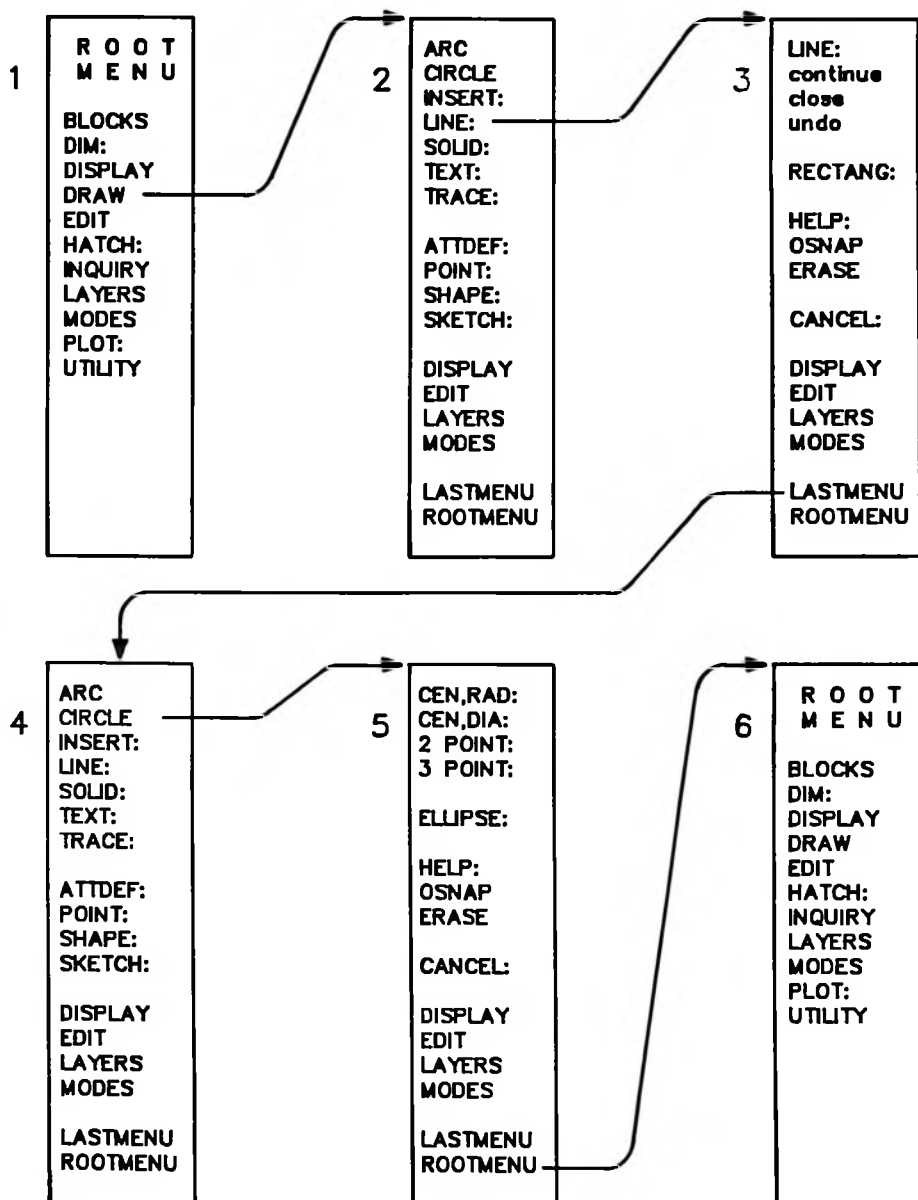 1
R O O T
M E N U
BLOCKS
DIM:
DISPLAY
DRAW
EDIT
HATCH:
INQUIRY
LAYERS
MODES
PLOT:
UTILITY
2
ARC
CIRCLE
INSERT:
LINE:
SOLID:
TEXT:
TRACE:
ATTDEF:
POINT:
SHAPE:
SKETCH:
DISPLAY
EDIT
LAYERS
MODES
LASTMENU
ROOTMENU
3
LINE:
continue
close
undo
RECTANG:
HELP:
OSNAP
ERASE
CANCEL:
DISPLAY
EDIT
LAYERS
MODES
LASTMENU
ROOTMENU
4
ARC
CIRCLE
INSERT:
LINE:
SOLID:
TEXT:
TRACE:
ATTDEF:
POINT:
SHAPE:
SKETCH:
DISPLAY
EDIT
LAYERS
MODES
LASTMENU
ROOTMENU
5
CEN,RAD:
CEN,DIA:
2 POINT:
3 POINT:
ELLIPSE:
HELP:
OSNAP
ERASE
CANCEL:
DISPLAY
EDIT
LAYERS
MODES
LASTMENU
ROOTMENU
6
R O O T
M E N U
BLOCKS
DIM:
DISPLAY
DRAW
EDIT
HATCH:
INQUIRY
LAYERS
MODES
PLOT:
UTILITY